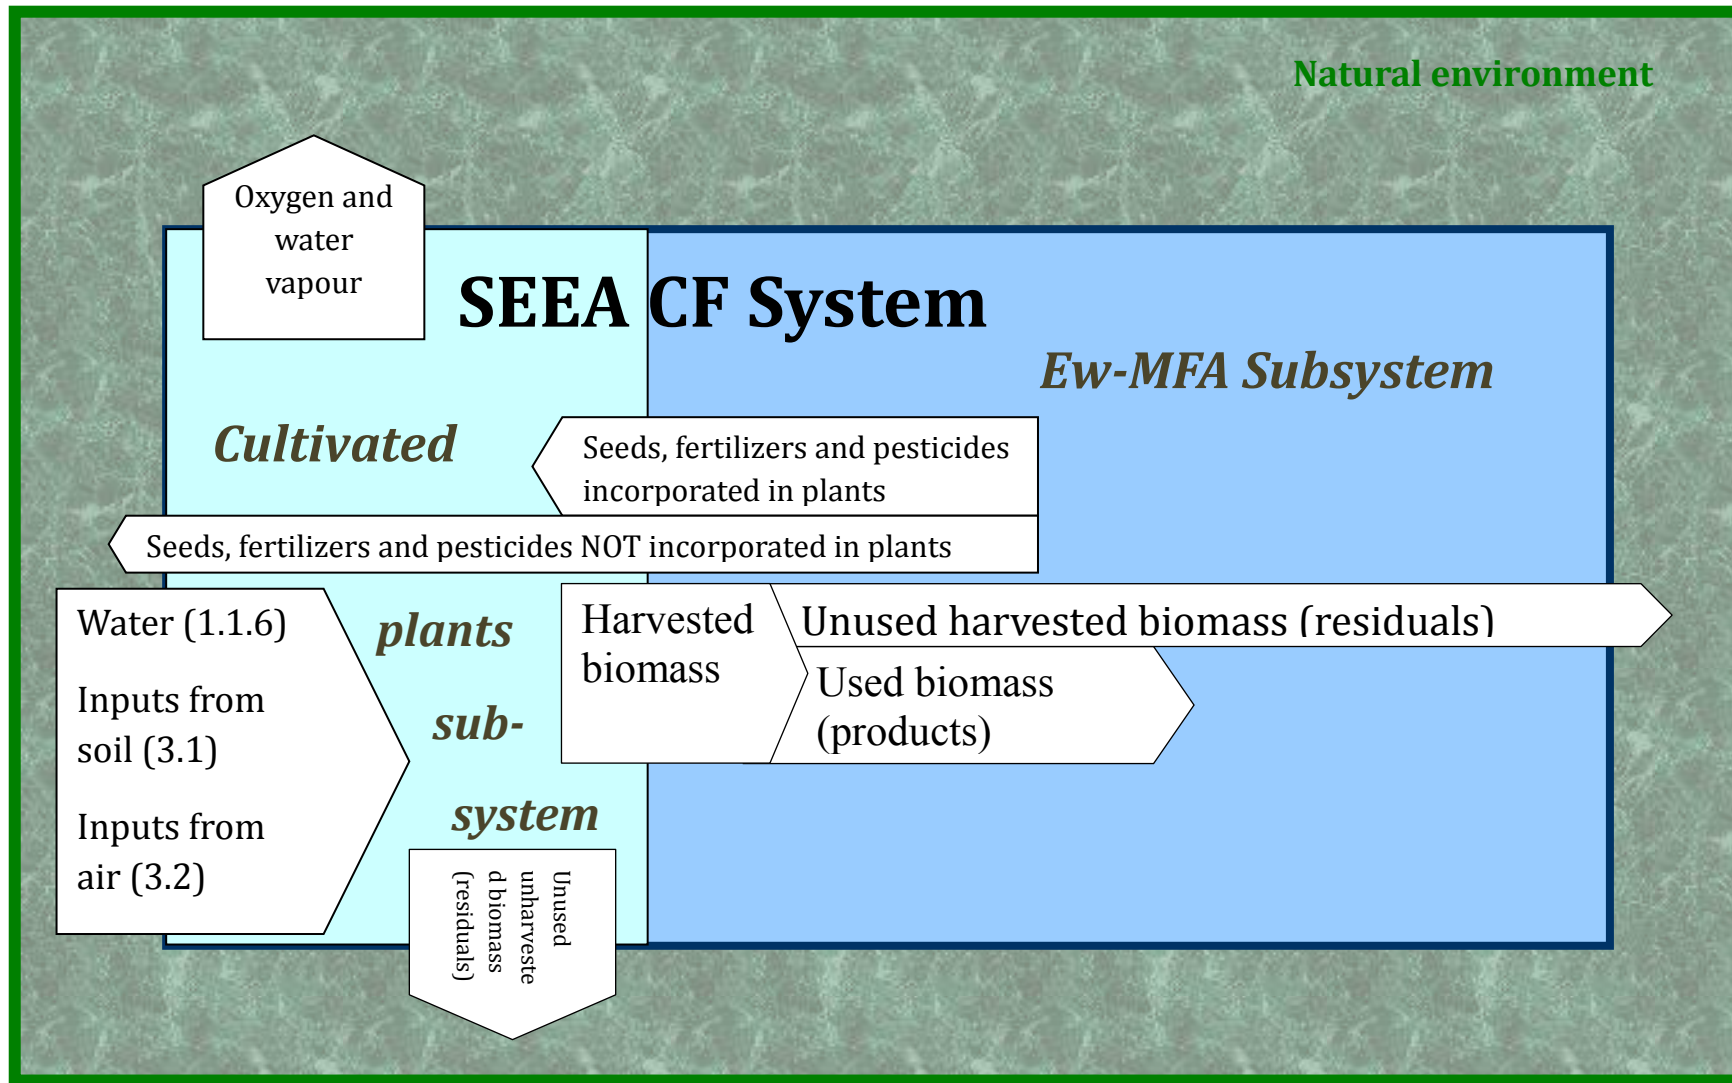 Natural environment
Oxygen and
water
vapour
SEEA CF System
Ew-MFA Subsystem
Cultivated
Seeds, fertilizers and pesticides
incorporated in plants
Seeds, fertilizers and pesticides NOT incorporated in plants
Water (1.1.6)
Inputs from
soil (3.1)
Inputs from
air (3.2)
plants
sub-
system
Harvested
biomass
Unused harvested biomass (residuals)
Used biomass
(products)
Unused
unharveste
d biomass
(residuals)